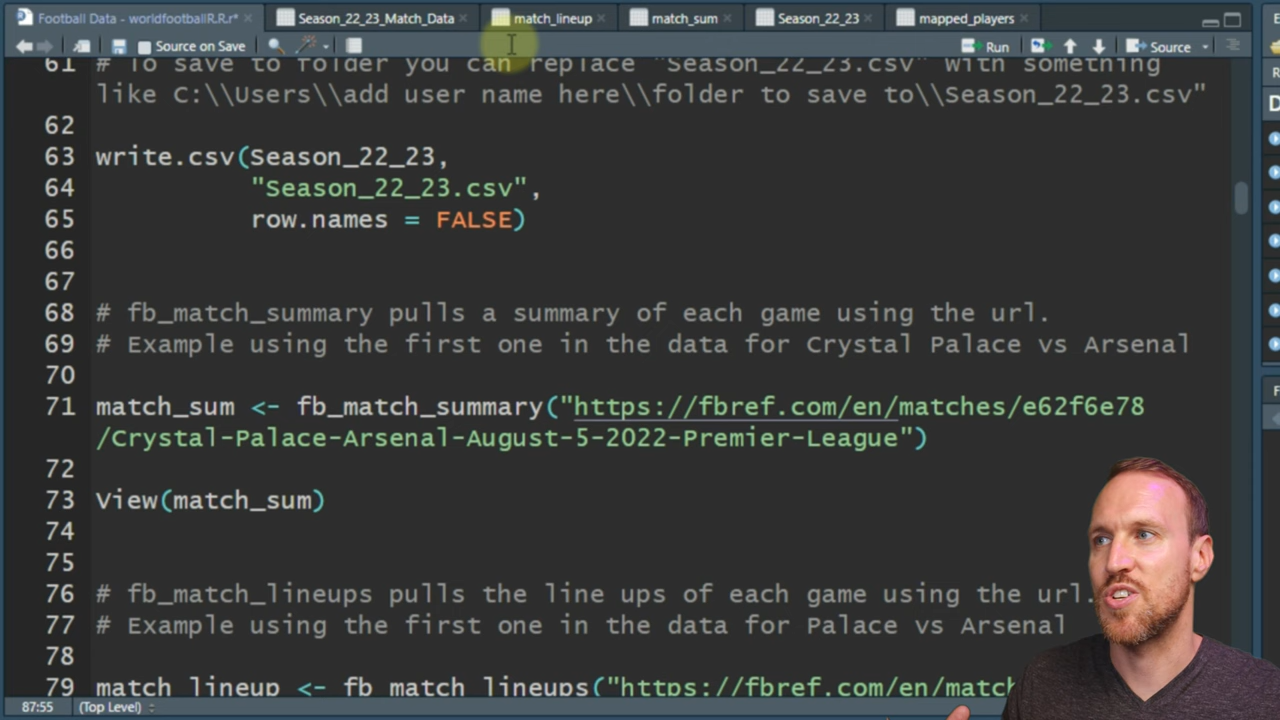 Football Data - worldfootballR.R.r* × Season_22_23_Match_Data × match_lineup × match_sum × Season_22_23 × mapped_players ×
Source on Save Run Source
61 # To save to folder you can replace "Season_22_23.csv" with something
like C:\\Users\\add user name here\\folder to save to\\Season_22_23.csv"
62
63 write.csv(Season_22_23,
64 "Season_22_23.csv",
65 row.names = FALSE)
66
67
68 # fb_match_summary pulls a summary of each game using the url.
69 # Example using the first one in the data for Crystal Palace vs Arsenal
70
71 match_sum <- fb_match_summary("https://fbref.com/en/matches/e62f6e78
/Crystal-Palace-Arsenal-August-5-2022-Premier-League")
72
73 View(match_sum)
74
75
76 # fb_match_lineups pulls the line ups of each game using the url.
77 # Example using the first one in the data for Palace vs Arsenal
78
79 match_lineup <- fb_match_lineups("https://fbref.com/en/match
87:55 (Top Level)